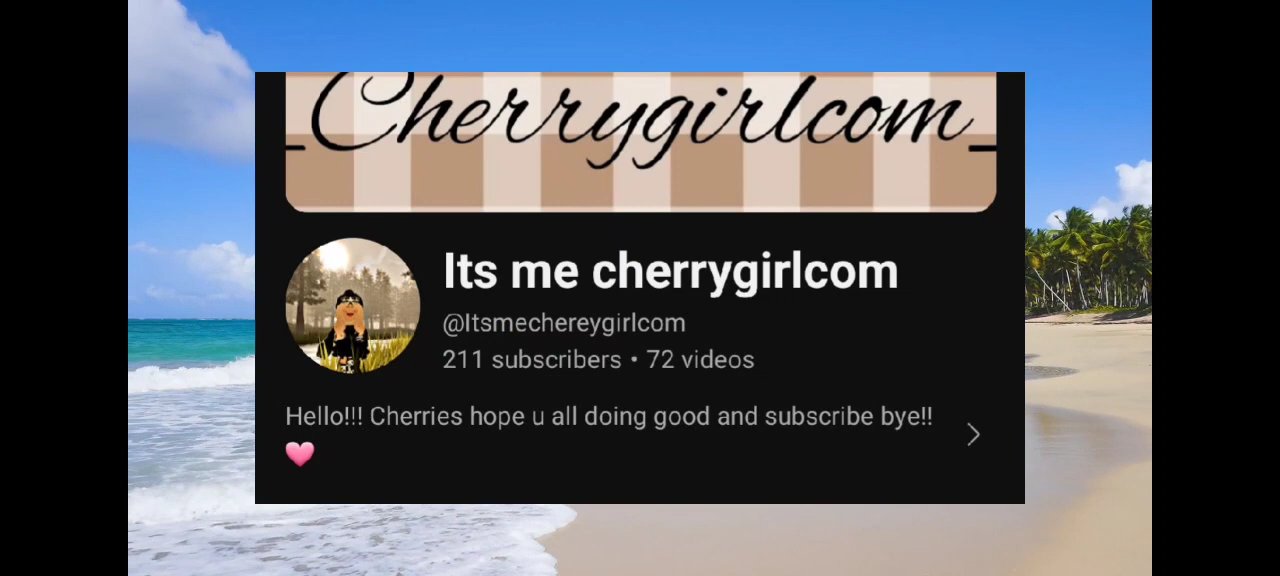 _Cherrygirlcom_
Its me cherrygirlcom
@Itsmechereygirlcom
211 subscribers • 72 videos
Hello!!! Cherries hope u all doing good and subscribe bye!!
🩷